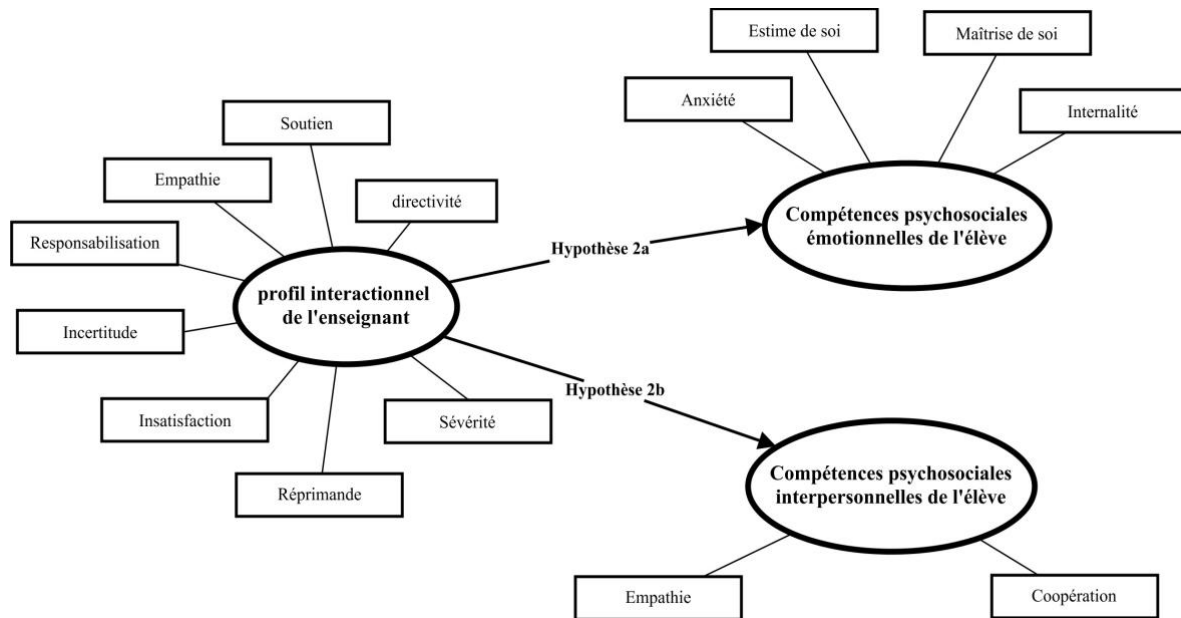 Estime de soi
Maîtrise de soi
Anxiété
Internalité
Soutien
Empathie
directivité
Responsabilisation
Compétences psychosociales
émotionnelles de l'élève
Hypothèse 2a
profil interactionnel
de l'enseignant
Incertitude
Hypothèse 2b
Insatisfaction
Sévérité
Réprimande
Compétences psychosociales
interpersonnelles de l'élève
Empathie
Coopération